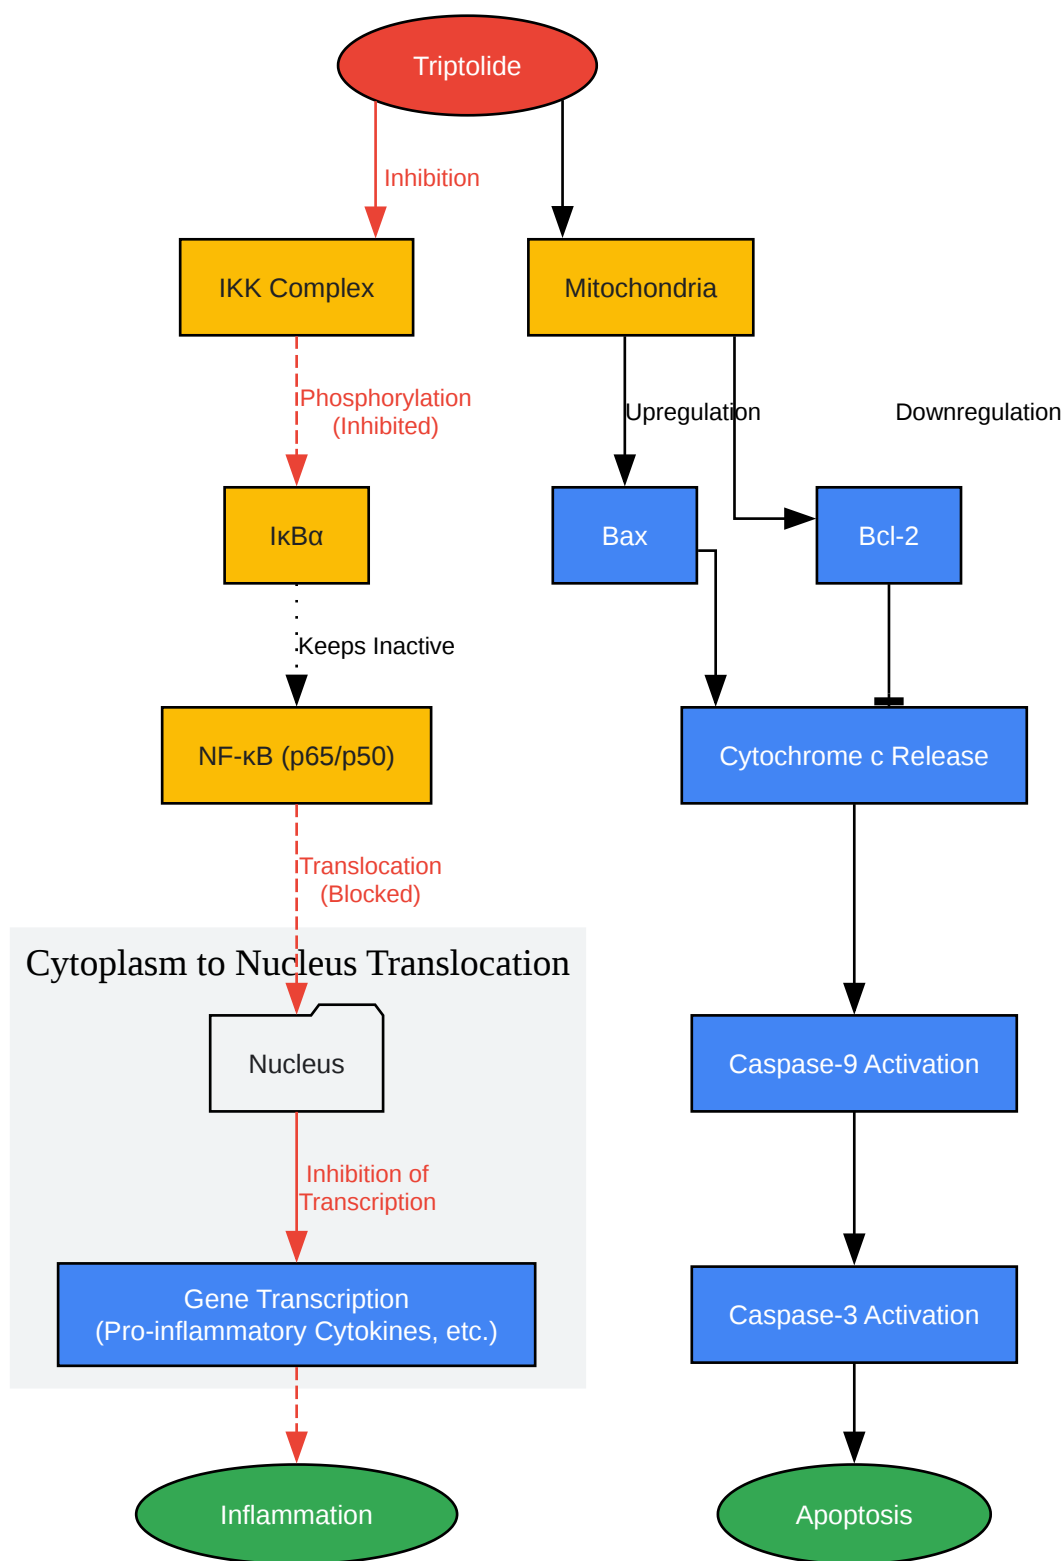 Triptolide
Inhibition
IKK Complex
Mitochondria
Phosphorylation
(Inhibited)
Upregulation
Downregulation
IκBα
Bax
Bcl-2
Keeps Inactive
NF-κB (p65/p50)
Cytochrome c Release
Translocation
(Blocked)
Cytoplasm to Nucleus Translocation
Nucleus
Caspase-9 Activation
Inhibition of
Transcription
Gene Transcription
(Pro-inflammatory Cytokines, etc.)
Caspase-3 Activation
Inflammation
Apoptosis